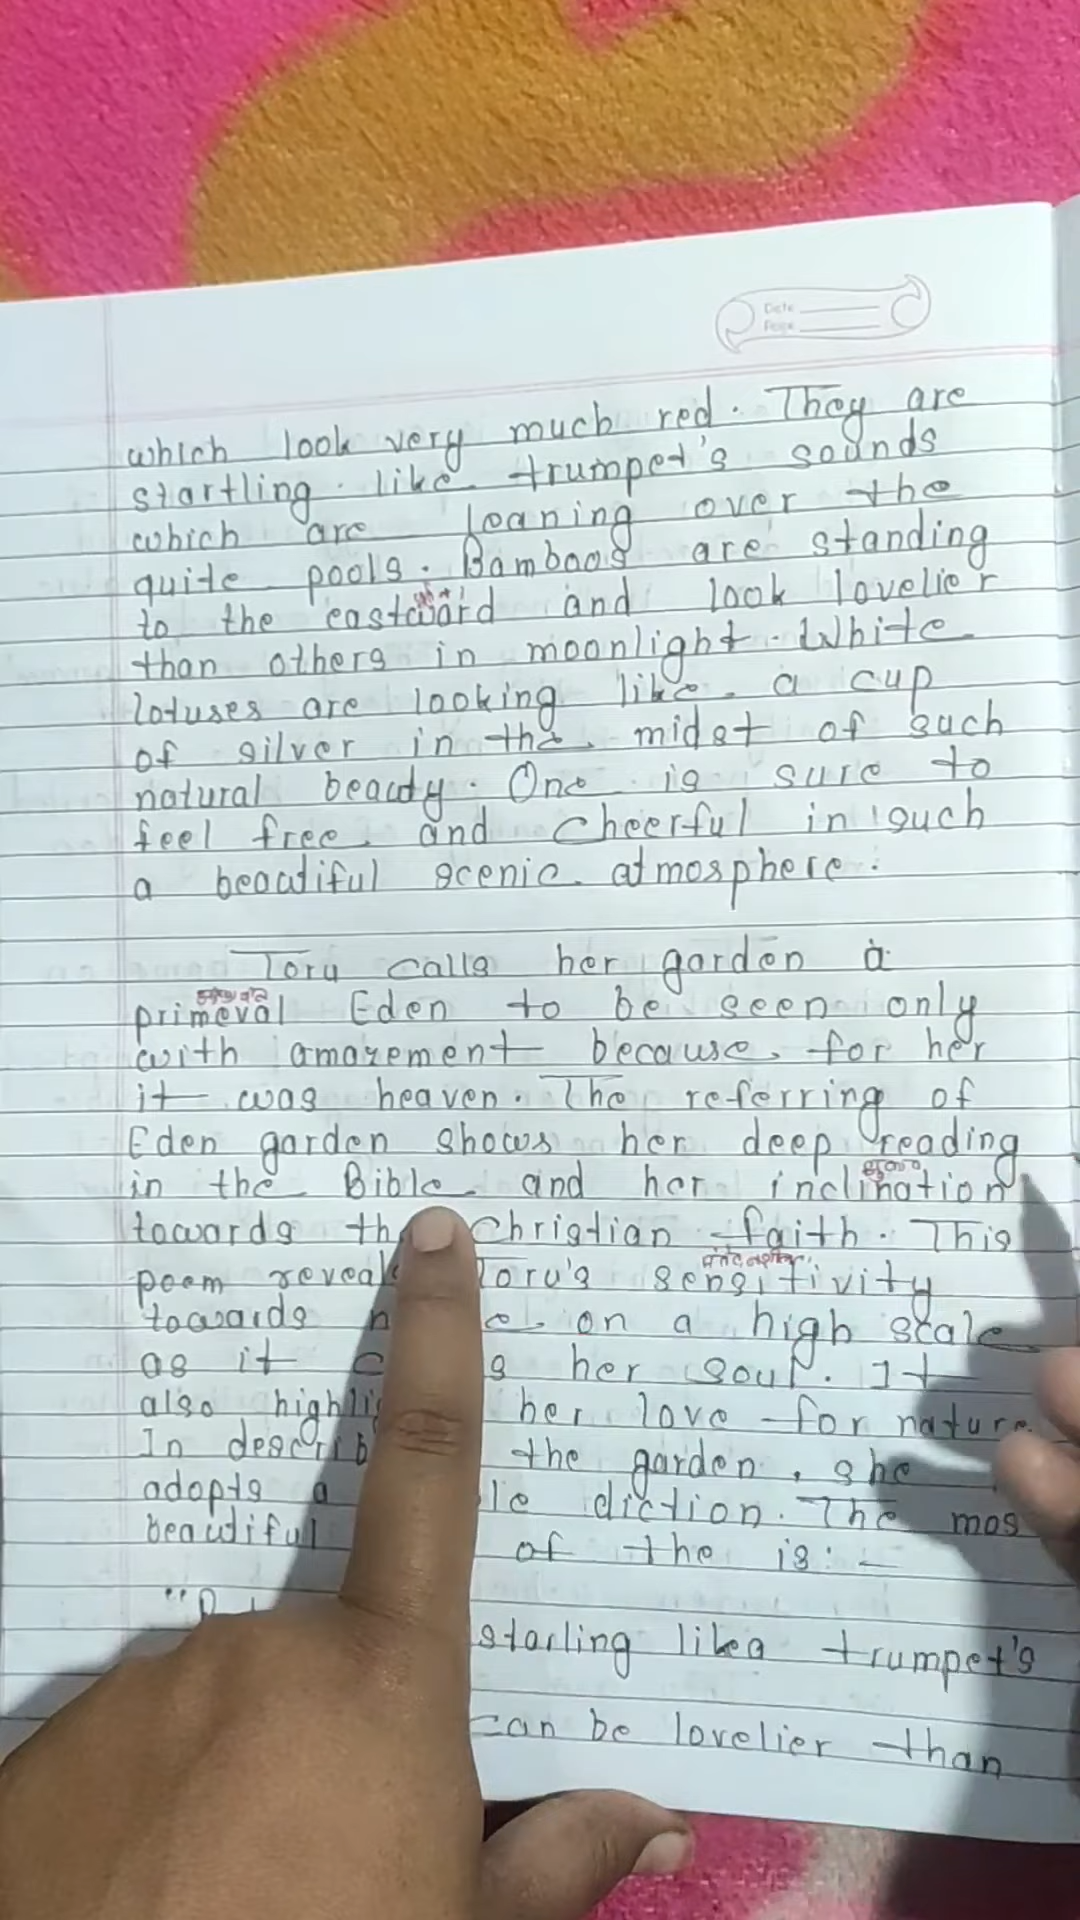 Date
Page
which look very much red. They are
startling like trumpet's sounds
which are leaning over the
quite pools. Bamboos are standing
to the eastward and look lovelier
than others in moonlight. White
lotuses are looking like a cup
of silver in the midst of such
natural beauty. One is sure to
feel free and cheerful in such
a beautiful scenic atmosphere.
Toru calls her garden a
primeval Eden to be seen only
with amazement because for her
it was heaven. The referring of
Eden garden shows her deep reading
in the Bible and her inclination
towards the Christian faith. This
poem Toru's sensitivity
towards on a high scale
as it her soul. It
also her love for nature
In the garden, she
adopts a diction. The mos
beautiful of the is: —
starling like a trumpet's
can be lovelier than